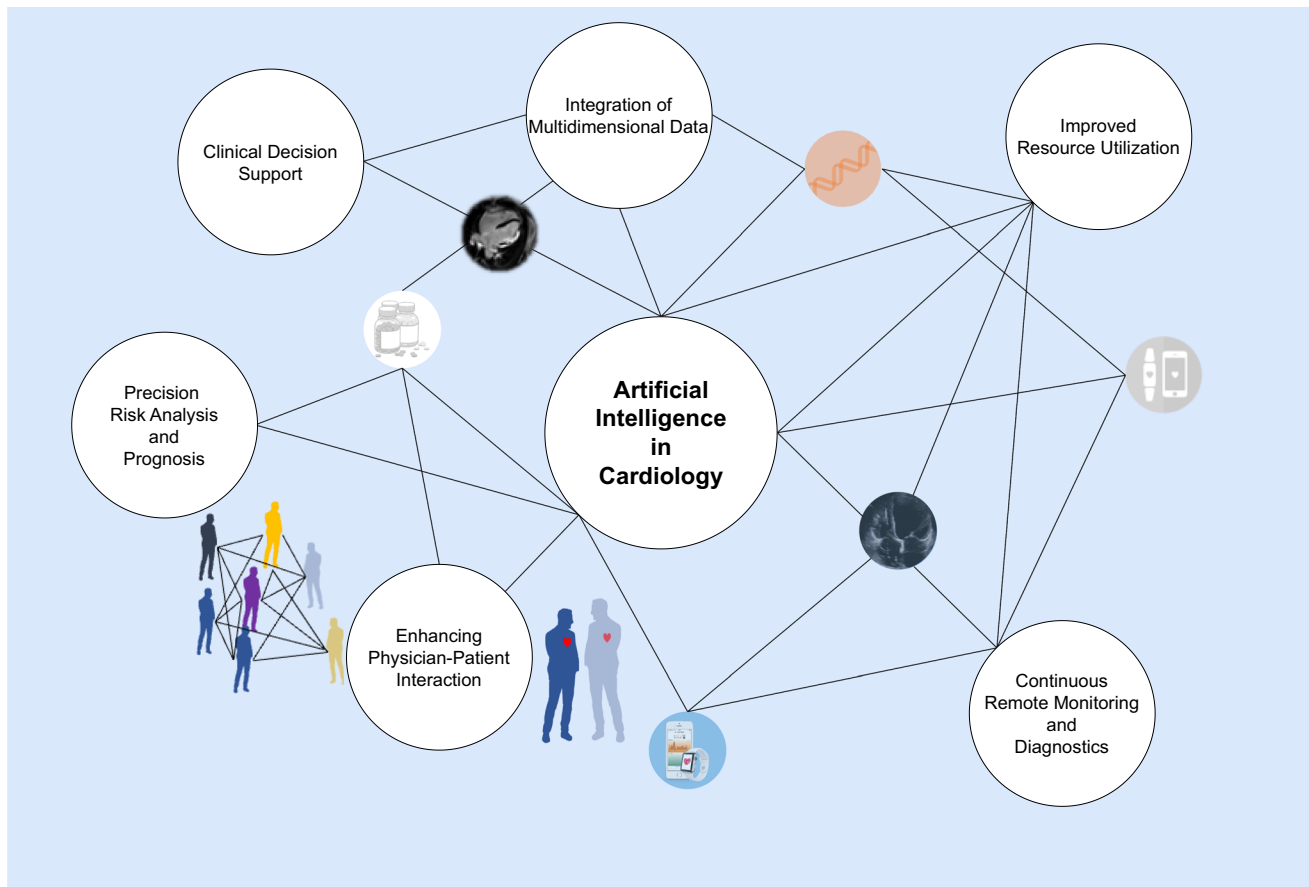 Clinical Decision
Support
Integration of
Multidimensional Data
Improved
Resource Utilization
Artificial
Intelligence
in
Cardiology
Precision
Risk Analysis
and
Prognosis
Enhancing
Physician-Patient
Interaction
Continuous
Remote Monitoring
and
Diagnostics